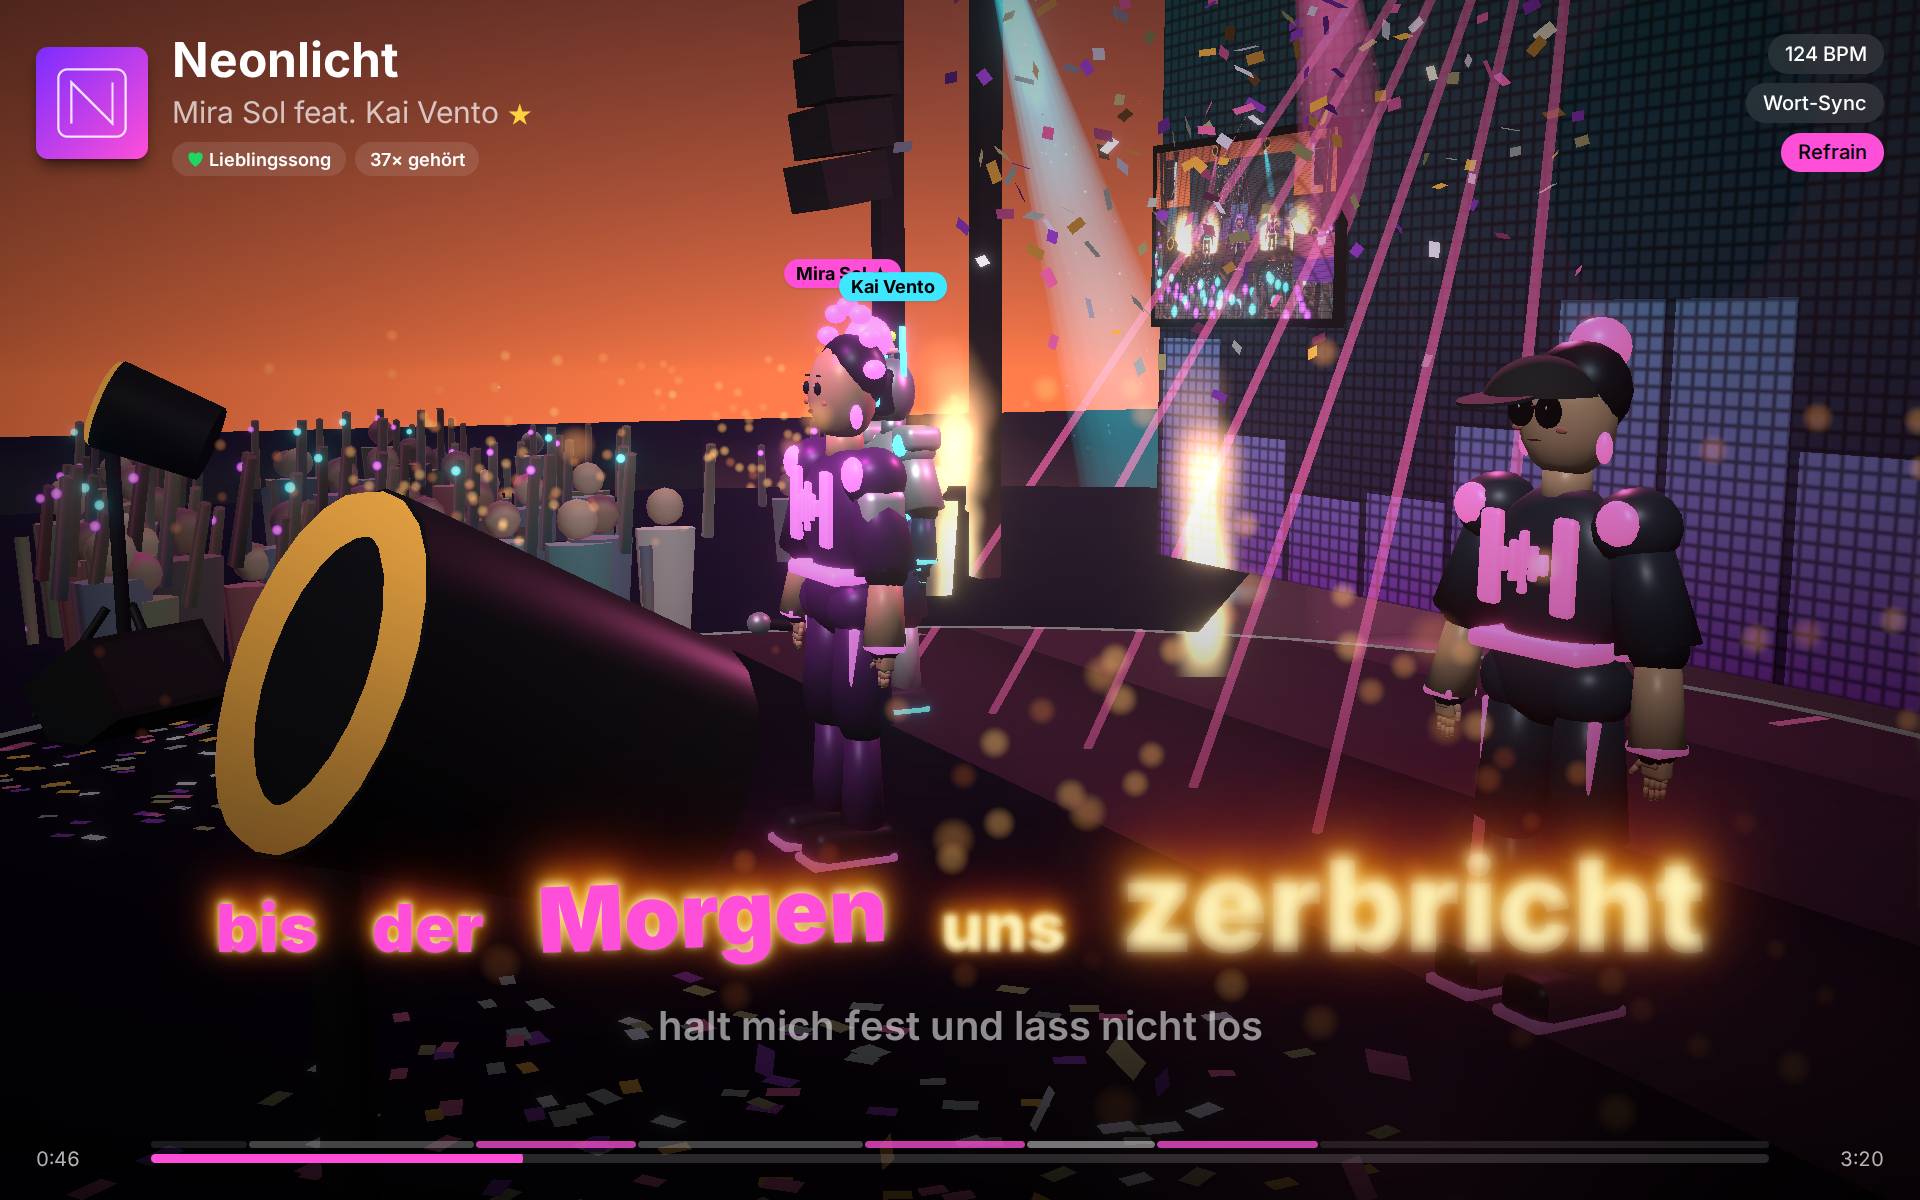 N
Neonlicht
Mira Sol feat. Kai Vento ★
Lieblingssong
37× gehört
124 BPM
Wort-Sync
Refrain
Mira
Kai Vento
bis der Morgen uns zerbricht
halt mich fest und lass nicht los
0:46
3:20